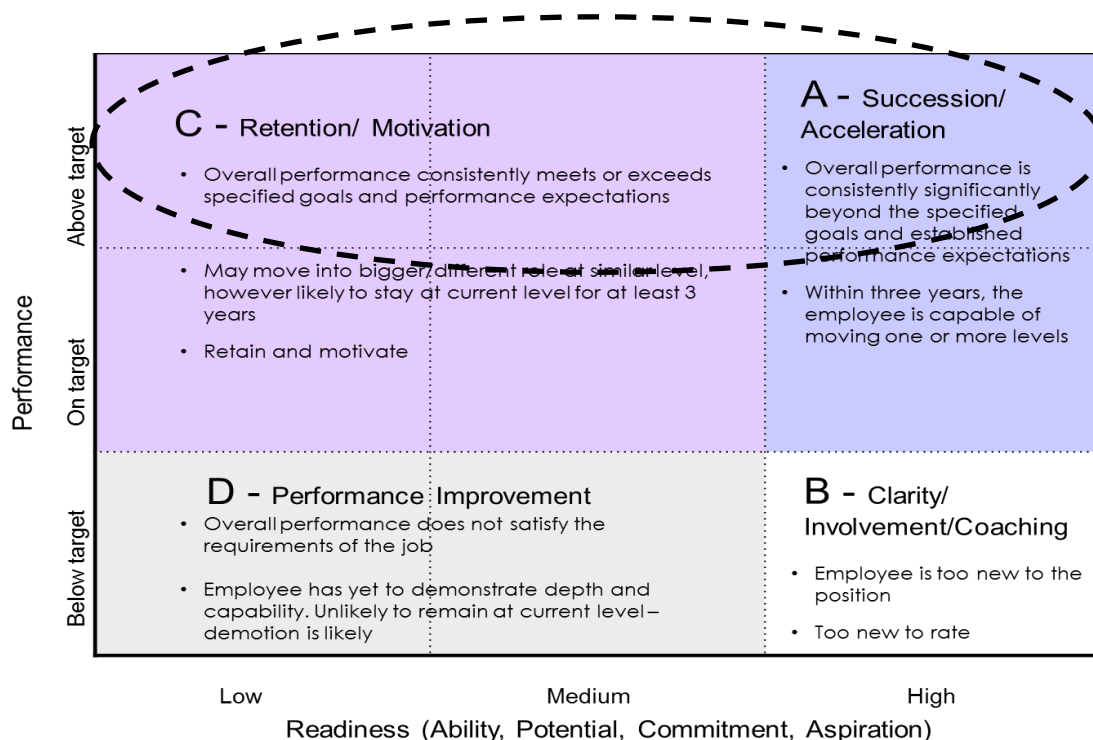 C - Retention/ Motivation
• Overall performance consistently meets or exceeds
specified goals and performance expectations
• May move into bigger/different role at similar level,
however likely to stay at current level for at least 3
years
• Retain and motivate
A - Succession/
Acceleration
• Overall performance is
consistently significantly
beyond the specified
goals and established
performance expectations
• Within three years, the
employee is capable of
moving one or more levels
D - Performance Improvement
• Overall performance does not satisfy the
requirements of the job
• Employee has yet to demonstrate depth and
capability. Unlikely to remain at current level –
demotion is likely
B - Clarity/
Involvement/Coaching
• Employee is too new to the
position
• Too new to rate
Performance
Above target
On target
Below target
Low
Medium
High
Readiness (Ability, Potential, Commitment, Aspiration)